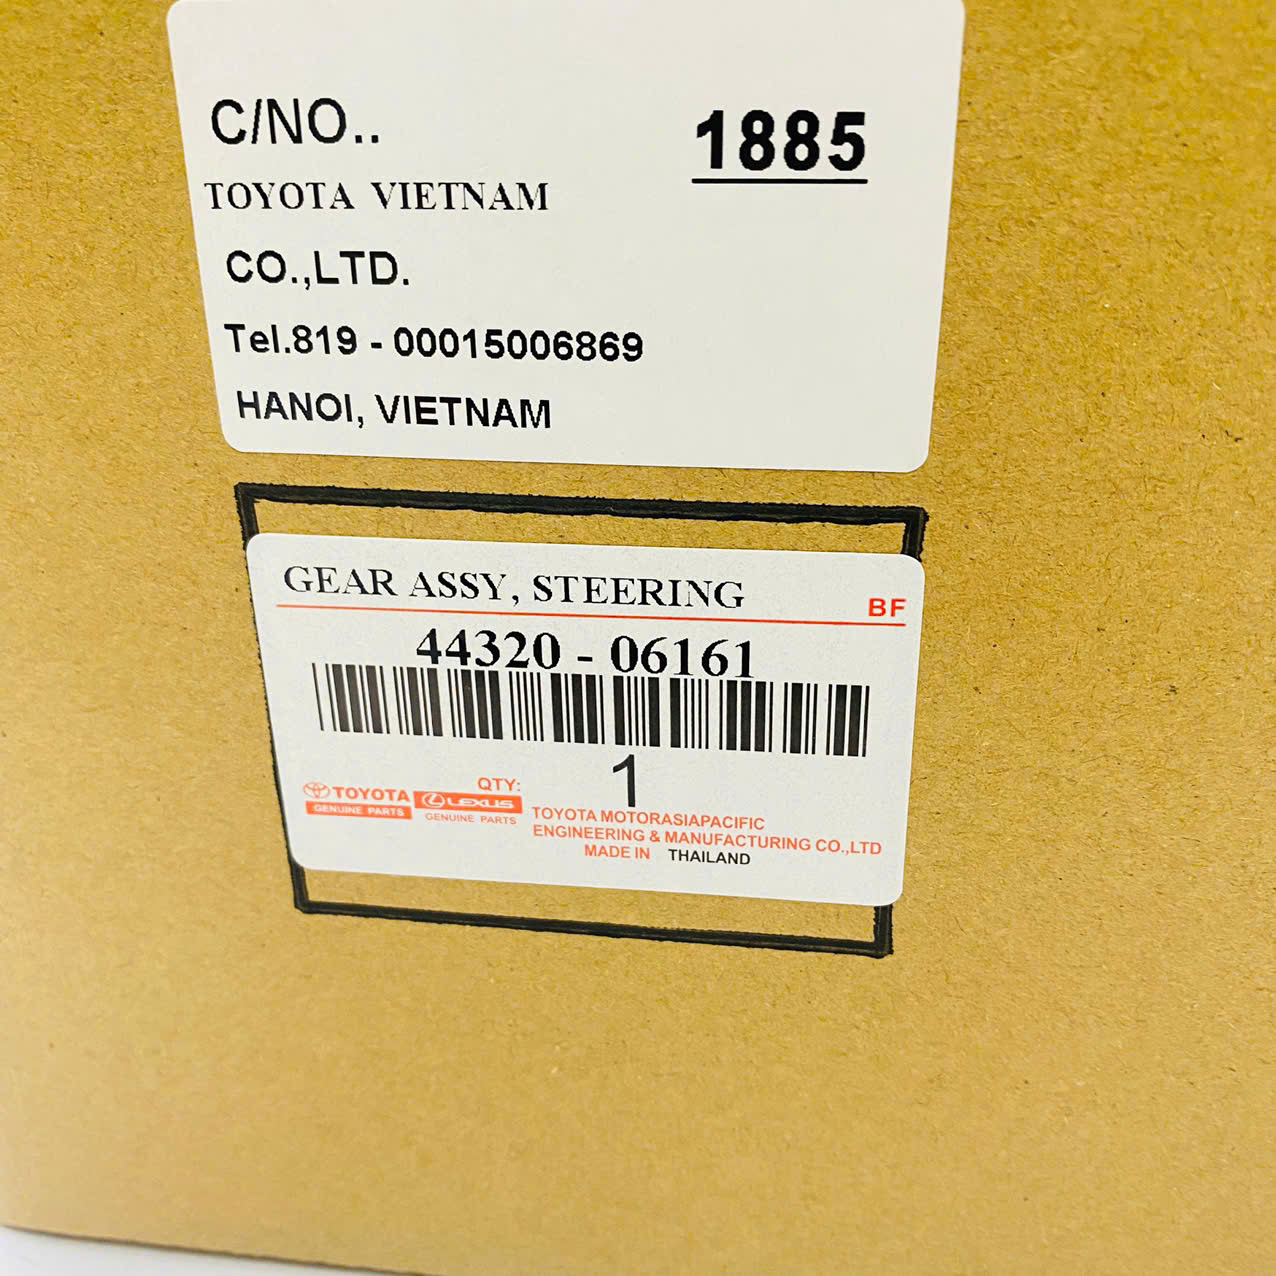 C/NO..
1885
TOYOTA VIETNAM
CO.,LTD.
Tel.819 - 00015006869
HANOI, VIETNAM
GEAR ASSY, STEERING
BF
44320 - 06161
QTY:
1
TOYOTA
GENUINE PARTS
LEXUS
GENUINE PARTS
TOYOTA MOTORASIAPACIFIC
ENGINEERING & MANUFACTURING CO.,LTD
MADE IN THAILAND